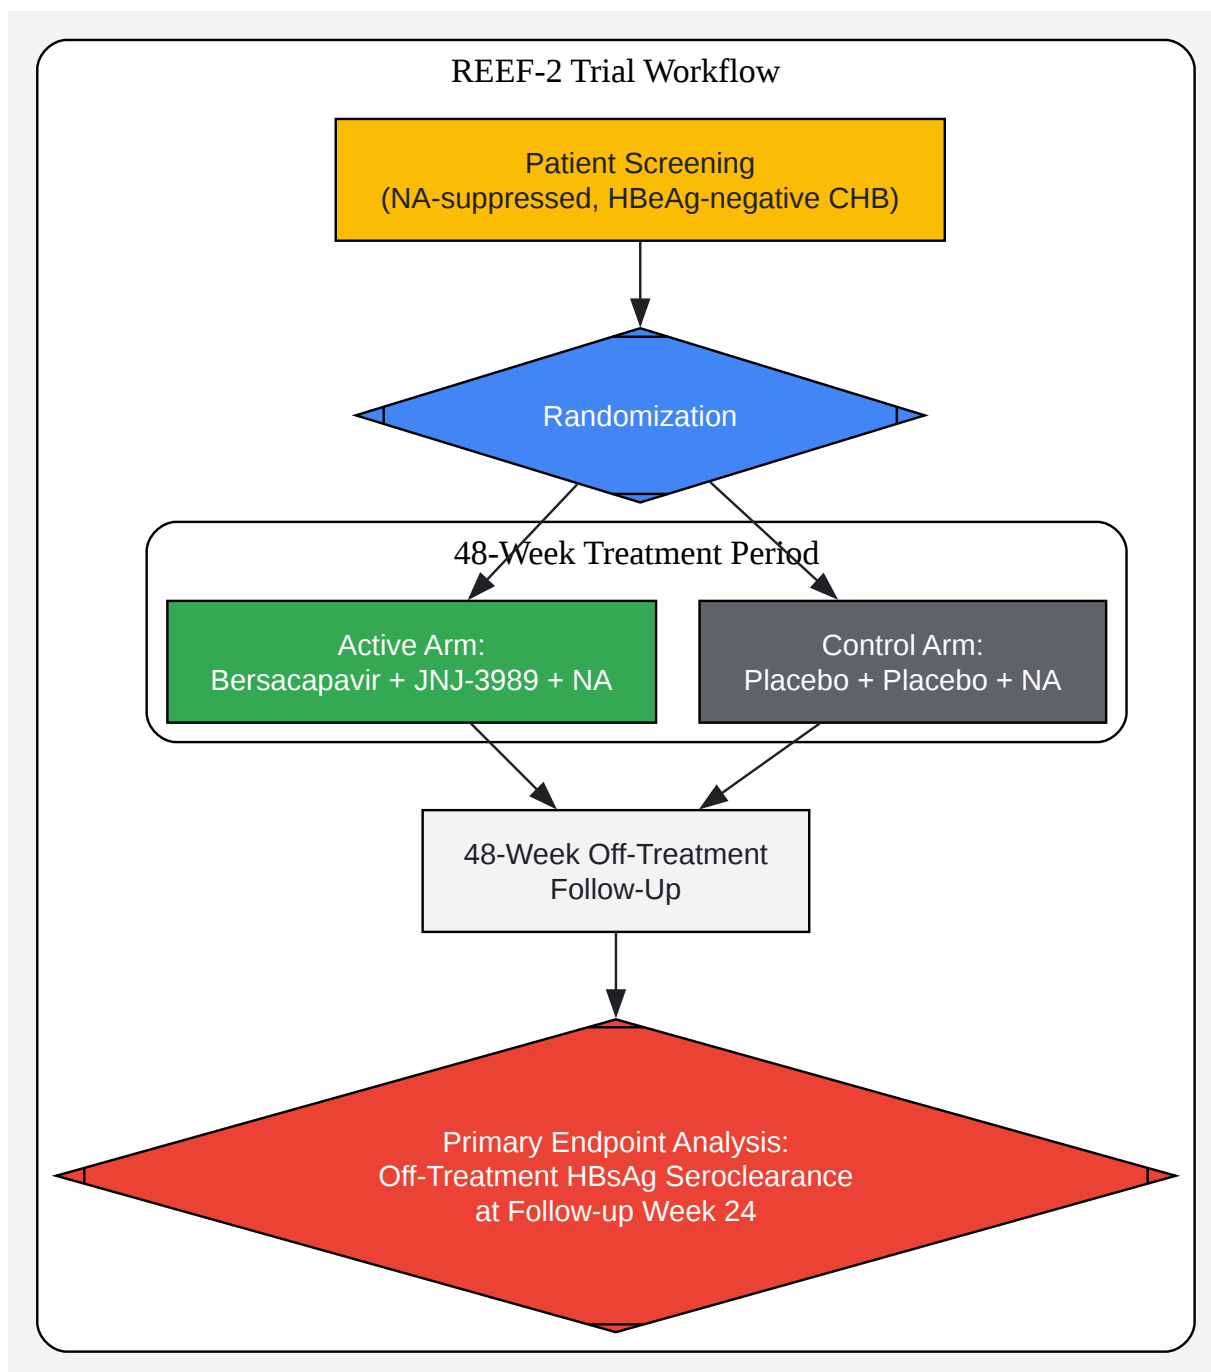 REEF-2 Trial Workflow
Patient Screening
(NA-suppressed, HBeAg-negative CHB)
Randomization
48-Week Treatment Period
Active Arm:
Bersacapavir + JNJ-3989 + NA
Control Arm:
Placebo + Placebo + NA
48-Week Off-Treatment
Follow-Up
Primary Endpoint Analysis:
Off-Treatment HBsAg Seroclearance
at Follow-up Week 24